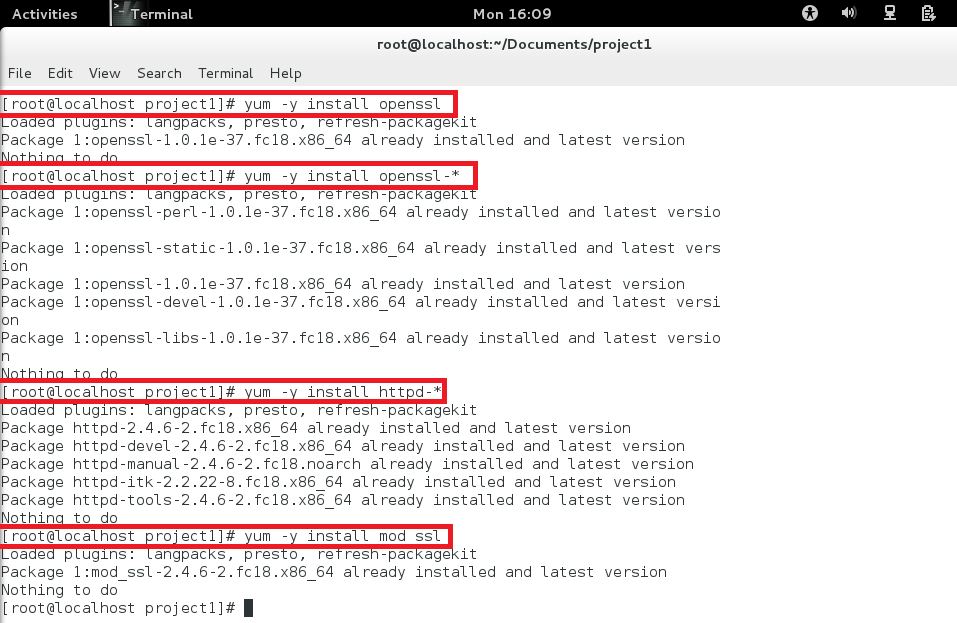 Activities
Terminal
Mon 16:09
root@localhost:~/Documents/project1
File Edit View Search Terminal Help
[root@localhost project1]# yum -y install openssl
Loaded plugins: langpacks, presto, refresh-packagekit
Package 1:openssl-1.0.1e-37.fc18.x86_64 already installed and latest version
Nothing to do
[root@localhost project1]# yum -y install openssl-*
Loaded plugins: langpacks, presto, refresh-packagekit
Package 1:openssl-perl-1.0.1e-37.fc18.x86_64 already installed and latest versio
n
Package 1:openssl-static-1.0.1e-37.fc18.x86_64 already installed and latest vers
ion
Package 1:openssl-1.0.1e-37.fc18.x86_64 already installed and latest version
Package 1:openssl-devel-1.0.1e-37.fc18.x86_64 already installed and latest versi
on
Package 1:openssl-libs-1.0.1e-37.fc18.x86_64 already installed and latest versio
n
Nothing to do
[root@localhost project1]# yum -y install httpd-*
Loaded plugins: langpacks, presto, refresh-packagekit
Package httpd-2.4.6-2.fc18.x86_64 already installed and latest version
Package httpd-devel-2.4.6-2.fc18.x86_64 already installed and latest version
Package httpd-manual-2.4.6-2.fc18.noarch already installed and latest version
Package httpd-itk-2.2.22-8.fc18.x86_64 already installed and latest version
Package httpd-tools-2.4.6-2.fc18.x86_64 already installed and latest version
Nothing to do
[root@localhost project1]# yum -y install mod ssl
Loaded plugins: langpacks, presto, refresh-packagekit
Package 1:mod_ssl-2.4.6-2.fc18.x86_64 already installed and latest version
Nothing to do
[root@localhost project1]#